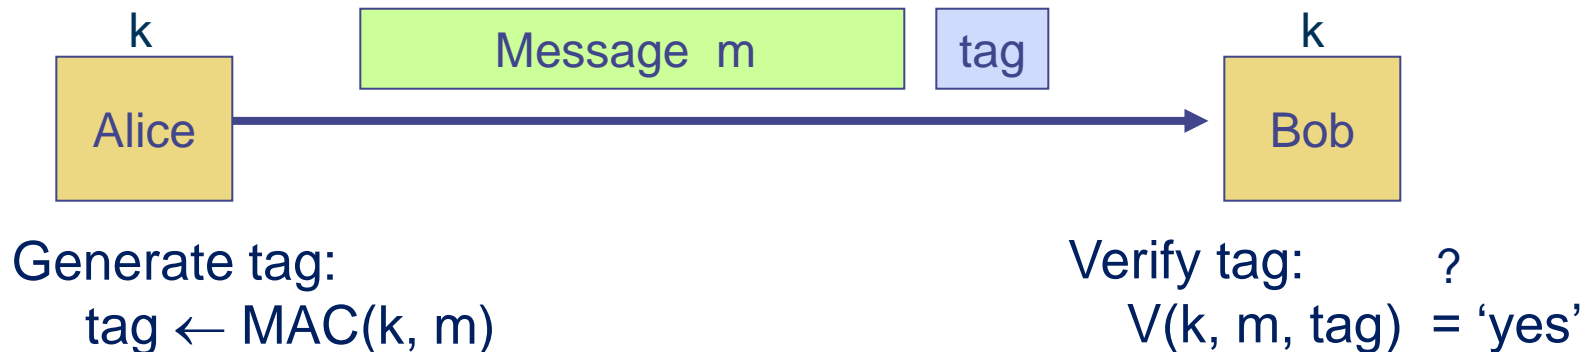 k
Message m
tag
k
Alice
Bob
Generate tag:
tag ← MAC(k, m)
Verify tag:
?
V(k, m, tag) = ‘yes’